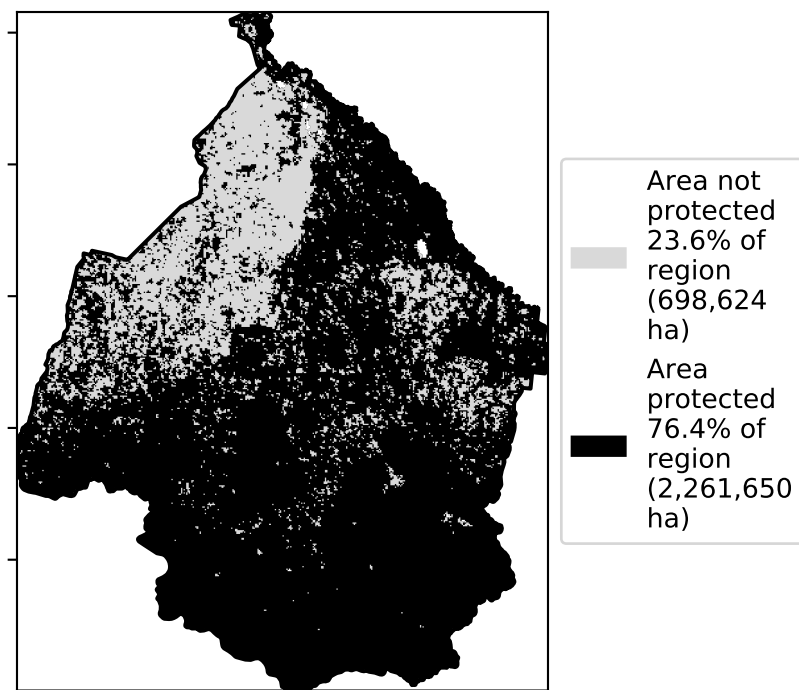 Area not
protected
23.6% of
region
(698,624
ha)
Area
protected
76.4% of
region
(2,261,650
ha)